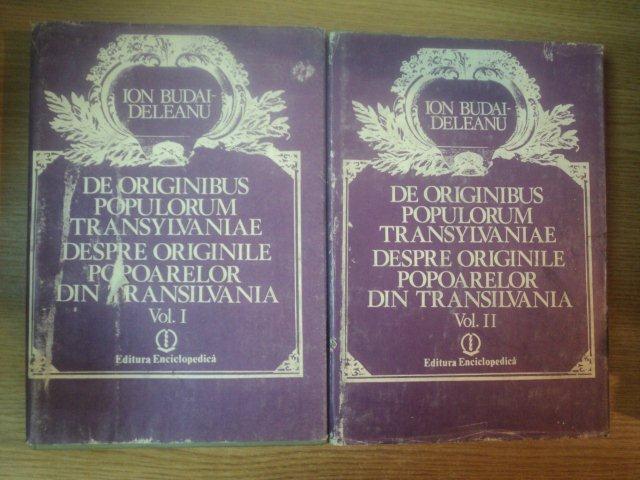 ION BUDAI-
DELEANU
DE ORIGINIBUS
POPULORUM
TRANSYLVANIAE
DESPRE ORIGINILE
POPOARELOR
DIN TRANSILVANIA
Vol. I
Editura Enciclopedică
ION BUDAI-
DELEANU
DE ORIGINIBUS
POPULORUM
TRANSYLVANIAE
DESPRE ORIGINILE
POPOARELOR
DIN TRANSILVANIA
Vol. II
Editura Enciclopedică